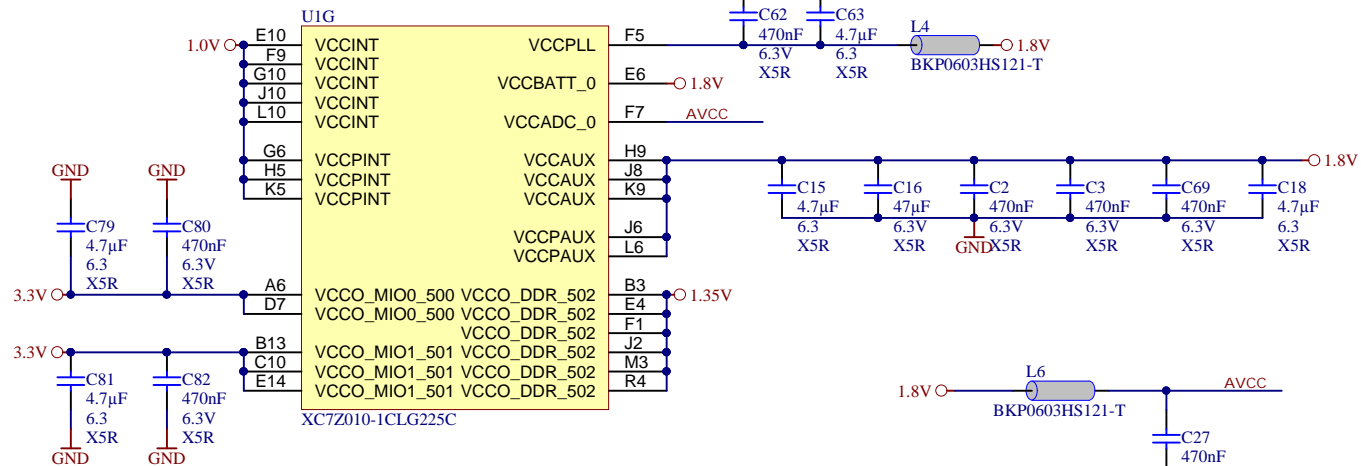 U1G
1.0V
E10
F9
G10
J10
L10
G6
H5
K5
VCCINT
VCCINT
VCCINT
VCCINT
VCCINT
VCCPINT
VCCPINT
VCCPINT
VCCPLL
VCCBATT_0
VCCADC_0
VCCAUX
VCCAUX
VCCAUX
VCCPAUX
VCCPAUX
F5
E6
F7
H9
J8
K9
J6
L6
C62
470nF
6.3V
X5R
C63
4.7µF
6.3
X5R
L4
BKP0603HS121-T
1.8V
1.8V
AVCC
1.8V
C15
4.7µF
6.3
X5R
C16
47µF
6.3V
X5R
C2
470nF
6.3V
X5R
GND
C3
470nF
6.3V
X5R
C69
470nF
6.3V
X5R
C18
4.7µF
6.3
X5R
GND
GND
C79
4.7µF
6.3
X5R
C80
470nF
6.3V
X5R
3.3V
A6
D7
VCCO_MIO0_500
VCCO_MIO0_500
3.3V
B13
C10
E14
VCCO_MIO1_501
VCCO_MIO1_501
VCCO_MIO1_501
VCCO_DDR_502
VCCO_DDR_502
VCCO_DDR_502
VCCO_DDR_502
VCCO_DDR_502
VCCO_DDR_502
B3
E4
F1
J2
M3
R4
1.35V
C81
4.7µF
6.3
X5R
GND
C82
470nF
6.3V
X5R
GND
XC7Z010-1CLG225C
1.8V
L6
BKP0603HS121-T
AVCC
C27
470nF